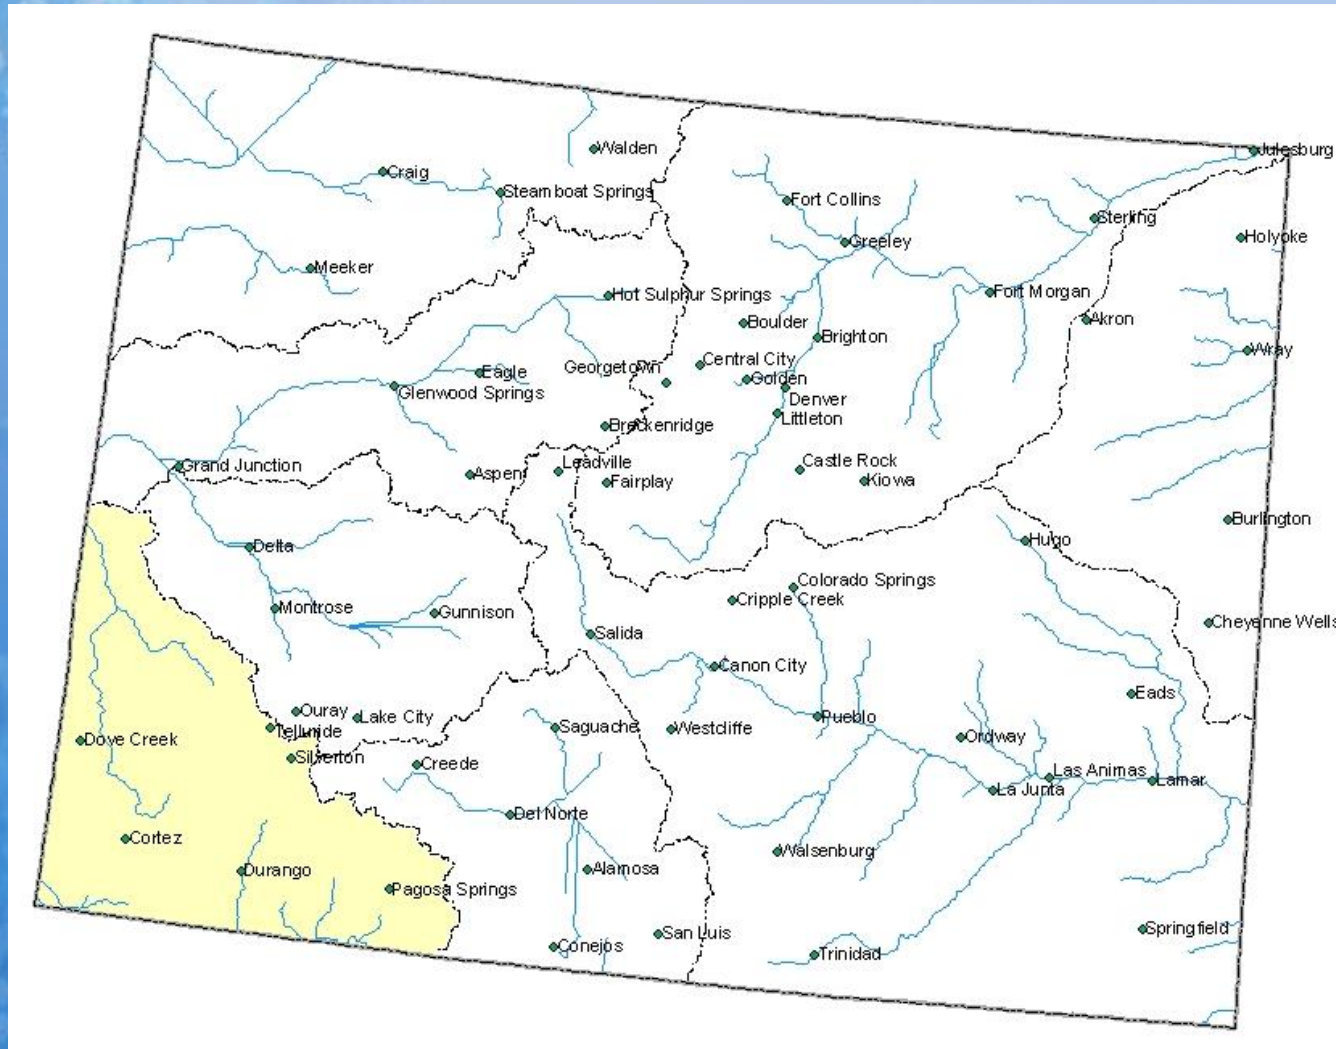 Julesburg
Walden
Craig
Steamboat Springs
Fort Collins
Sterling
Holyoke
Greeley
Meeker
Hot Sulphur Springs
Fort Morgan
Boulder
Akron
Brighton
Wray
Central City
Georgetown
Eagle
Golden
Glenwood Springs
Denver
Littleton
Breckenridge
Castle Rock
Leadville
Grand Junction
Aspen
Fairplay
Kiowa
Burlington
Hugo
Delta
Colorado Springs
Cripple Creek
Montrose
Gunnison
Cheyenne Wells
Salida
Canon City
Eads
Ouray
Lake City
Pueblo
Telluride
Saguache
Westcliffe
Ordway
Dove Creek
Silverton
Creede
Las Animas
Lamar
La Junta
Del Norte
Cortez
Walsenburg
Durango
Alamosa
Pagosa Springs
San Luis
Springfield
Conejos
Trinidad